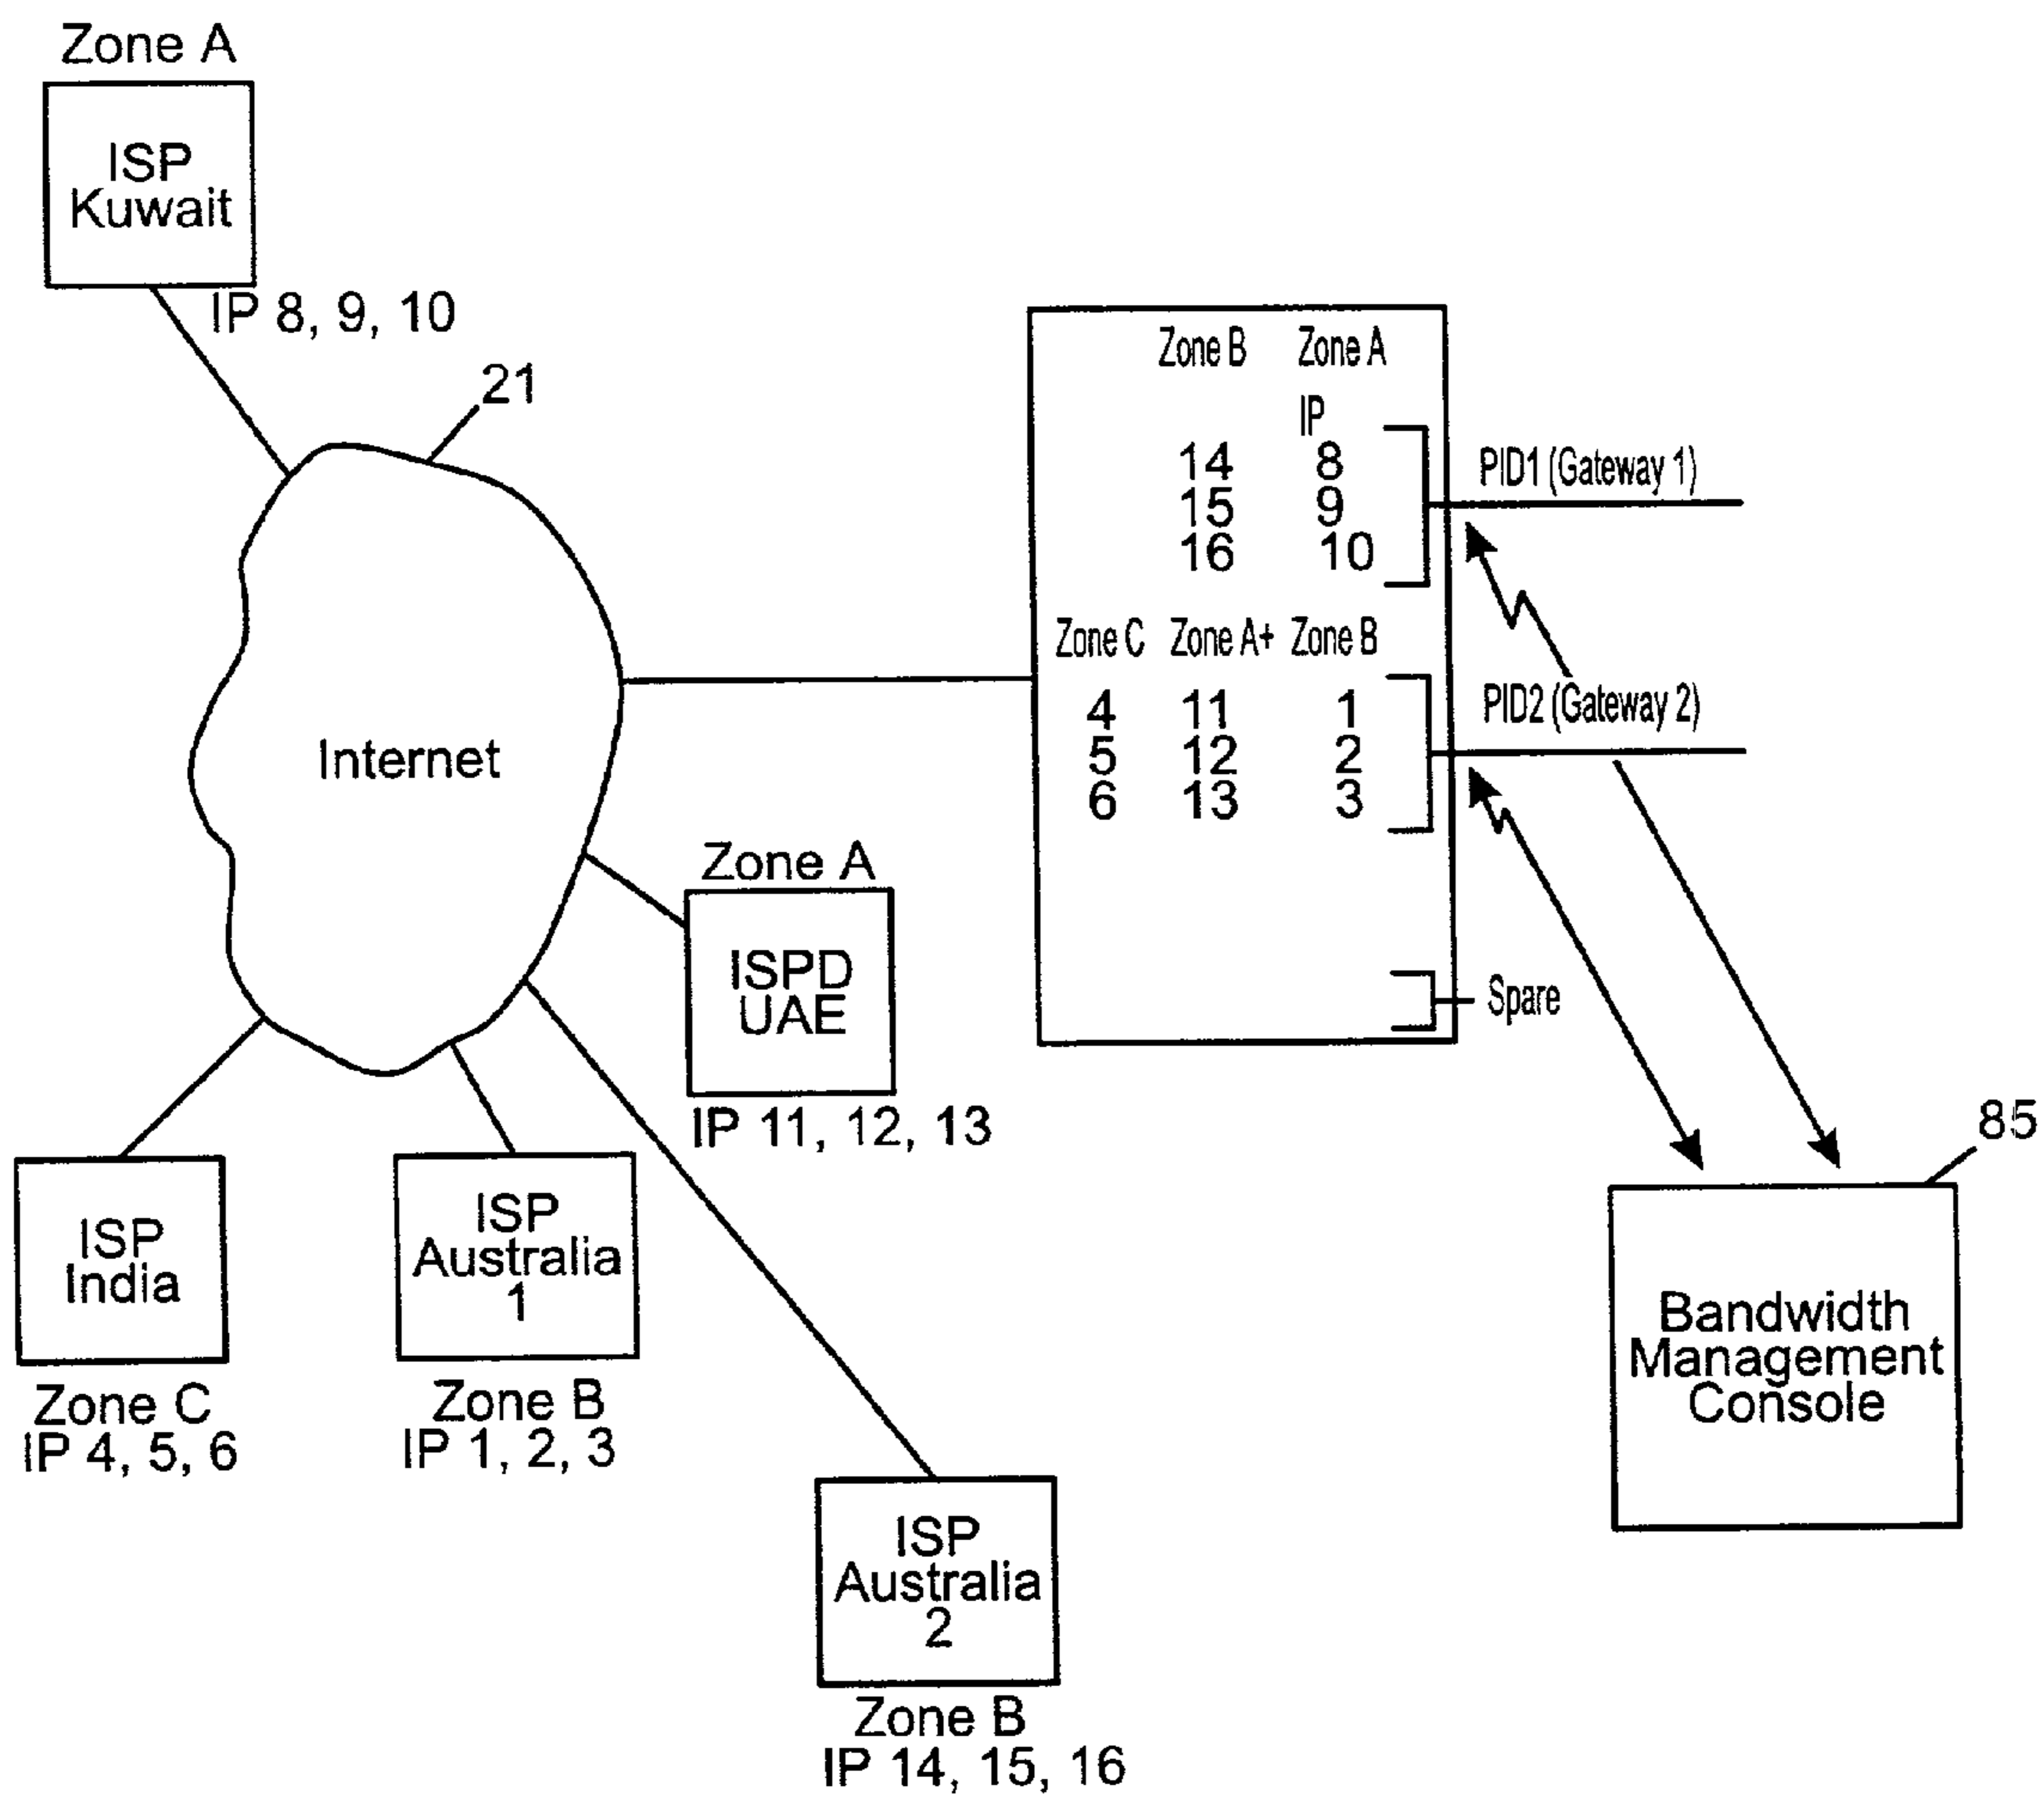 Zone A
ISP
Kuwait
IP 8, 9, 10
21
Internet
Zone B Zone A
IP
14 8
15 9
16 10
PID1 (Gateway 1)
Zone C Zone A+ Zone B
4 11 1
5 12 2
6 13 3
PID2 (Gateway 2)
Spare
Zone A
ISPD
UAE
IP 11, 12, 13
ISP
India
Zone C
IP 4, 5, 6
ISP
Australia
1
Zone B
IP 1, 2, 3
ISP
Australia
2
Zone B
IP 14, 15, 16
85
Bandwidth
Management
Console